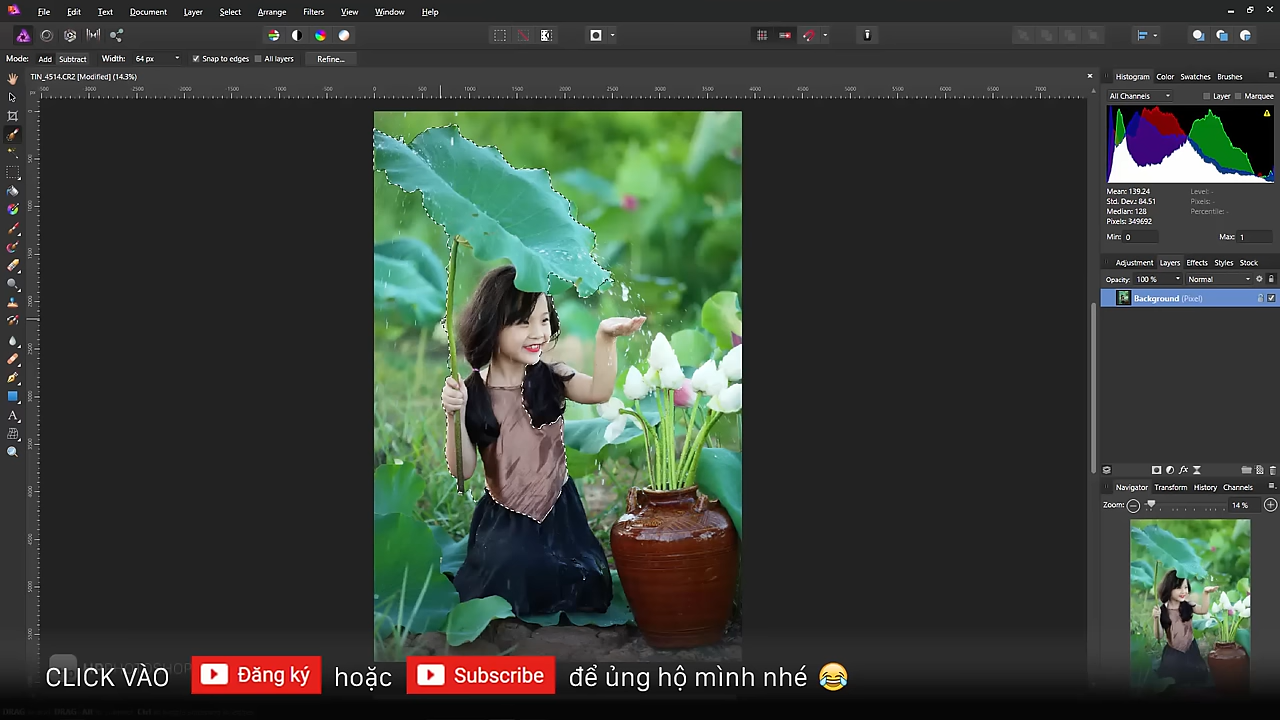 File Edit Text Document Layer Select Arrange Filters View Window Help
Mode: Add Subtract Width: 64 px Snap to edges All layers Refine...
TIN_4514.CR2 [Modified] (14.3%)
Histogram Color Swatches Brushes
All Channels Layer Marquee
Mean: 139.24 Level: -
Std. Dev.: 84.51 Pixels: -
Median: 128 Percentile: -
Pixels: 349692
Min: 0 Max: 1
Adjustment Layers Effects Styles Stock
Opacity: 100 % Normal
Background (Pixel)
Navigator Transform History Channels
Zoom: 14 %
CLICK VÀO Đăng ký hoặc Subscribe để ủng hộ mình nhé 😂